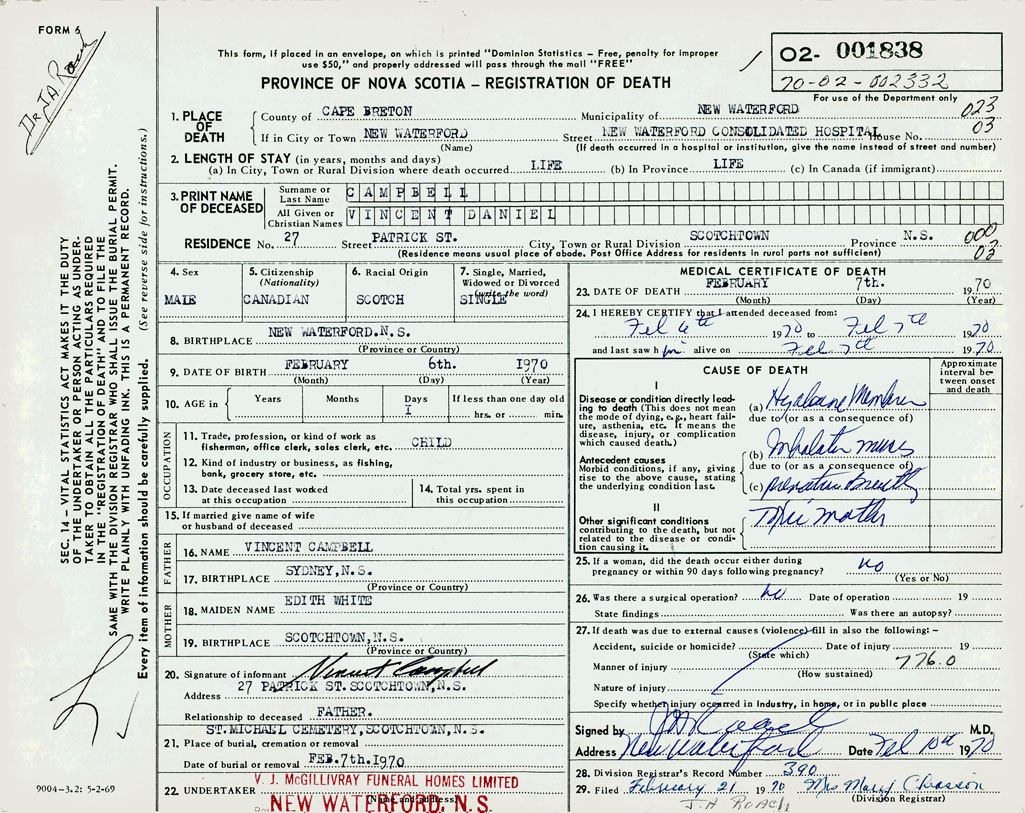 FORM 6
Dr J.A. Roach
This form, if placed in an envelope, on which is printed "Dominion Statistics – Free, penalty for improper
use $50," and properly addressed will pass through the mail "FREE"
PROVINCE OF NOVA SCOTIA – REGISTRATION OF DEATH
02- 001838
70-02-002332
For use of the Department only
023
03
1. PLACE OF DEATH
County of CAPE BRETON Municipality of NEW WATERFORD
If in City or Town NEW WATERFORD Street NEW WATERFORD CONSOLIDATED HOSPITAL House No.
(Name) (If death occurred in a hospital or institution, give the name instead of street and number)
2. LENGTH OF STAY (in years, months and days)
(a) In City, Town or Rural Division where death occurred LIFE (b) In Province LIFE (c) In Canada (if immigrant)
3. PRINT NAME OF DECEASED
Surname or Last Name CAMPBELL
All Given or Christian Names VINCENT DANIEL
RESIDENCE No. 27 Street PATRICK ST. City, Town or Rural Division SCOTCHTOWN Province N.S.
(Residence means usual place of abode. Post Office Address for residents in rural parts not sufficient)
000
03
4. Sex
MALE
5. Citizenship
(Nationality)
CANADIAN
6. Racial Origin
SCOTCH
7. Single, Married,
Widowed or Divorced
(write the word)
SINGLE
8. BIRTHPLACE NEW WATERFORD.N.S.
(Province or Country)
9. DATE OF BIRTH FEBRUARY 6th. 1970
(Month) (Day) (Year)
10. AGE in
Years Months Days If less than one day old
I hrs. or min.
OCCUPATION
11. Trade, profession, or kind of work as
fisherman, office clerk, sales clerk, etc. CHILD
12. Kind of industry or business, as fishing,
bank, grocery store, etc.
13. Date deceased last worked
at this occupation
14. Total yrs. spent in
this occupation
15. If married give name of wife
or husband of deceased
FATHER
16. NAME VINCENT CAMPBELL
17. BIRTHPLACE SYDNEY,N.S.
(Province or Country)
MOTHER
18. MAIDEN NAME EDITH WHITE
19. BIRTHPLACE SCOTCHTOWN,N.S.
(Province or Country)
20. Signature of informant Vincent Campbell
Address 27 PATRICK ST.SCOTCHTOWN,N.S.
Relationship to deceased FATHER.
ST.MICHAEL CEMETERY,SCOTCHTOWN,N.S.
21. Place of burial, cremation or removal
Date of burial or removal FEB.7th.1970
22. UNDERTAKER V. J. McGILLIVRAY FUNERAL HOMES LIMITED
(Name and address)
NEW WATERFORD, N. S.
MEDICAL CERTIFICATE OF DEATH
23. DATE OF DEATH FEBRUARY 7th. 1970
(Month) (Day) (Year)
24. I HEREBY CERTIFY that I attended deceased from:
Feb 6th 1970 to Feb 7th 1970
and last saw him alive on Feb 7th 1970
CAUSE OF DEATH
Approximate
interval be-
tween onset
and death
I
Disease or condition directly lead-
ing to death (This does not mean
the mode of dying, e.g., heart fail-
ure, asthenia, etc. It means the
disease, injury, or complication
which caused death.)
(a) Hyaline Membrane
due to (or as a consequence of)
Antecedent causes
Morbid conditions, if any, giving
rise to the above cause, stating
the underlying condition last.
(b)
due to (or as a consequence of)
(c)
II
Other significant conditions
contributing to the death, but not
related to the disease or condi-
tion causing it.
25. If a woman, did the death occur either during
pregnancy or within 90 days following pregnancy? no
(Yes or No)
26. Was there a surgical operation? no Date of operation 19
State findings Was there an autopsy?
27. If death was due to external causes (violence) fill in also the following:–
Accident, suicide or homicide? Date of injury 19
(State which)
Manner of injury 776.0
(How sustained)
Nature of injury
Specify whether injury occurred in industry, in home, or in public place
Signed by J A Roach M.D.
Address New Waterford Date Feb 10th 1970
28. Division Registrar's Record Number 390
29. Filed February 21 1970 Mrs Mary Chiasson
(Division Registrar)
J.A. ROACH
SEC. 14 – VITAL STATISTICS ACT MAKES IT THE DUTY
OF THE UNDERTAKER OR PERSON ACTING AS UNDER-
TAKER TO OBTAIN ALL THE PARTICULARS REQUIRED
IN THE "REGISTRATION OF DEATH" AND TO FILE THE
SAME WITH THE DIVISION REGISTRAR WHO SHALL ISSUE THE BURIAL PERMIT.
WRITE PLAINLY WITH UNFADING INK. THIS IS A PERMANENT RECORD.
Every item of information should be carefully supplied. (See reverse side for instructions.)
9004–3.2: 5-2-69